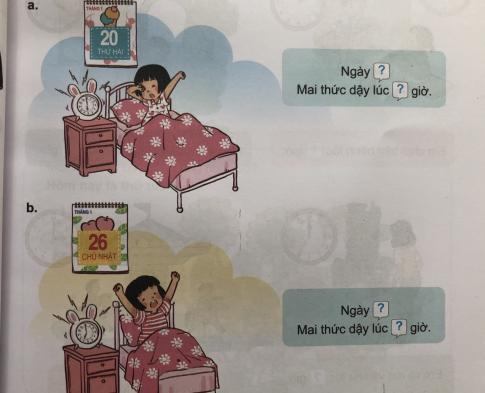 a.
THÁNG 1
20
THỨ HAI
Ngày ?
Mai thức dậy lúc ? giờ.
b.
THÁNG 1
26
CHỦ NHẬT
Ngày ?
Mai thức dậy lúc ? giờ.